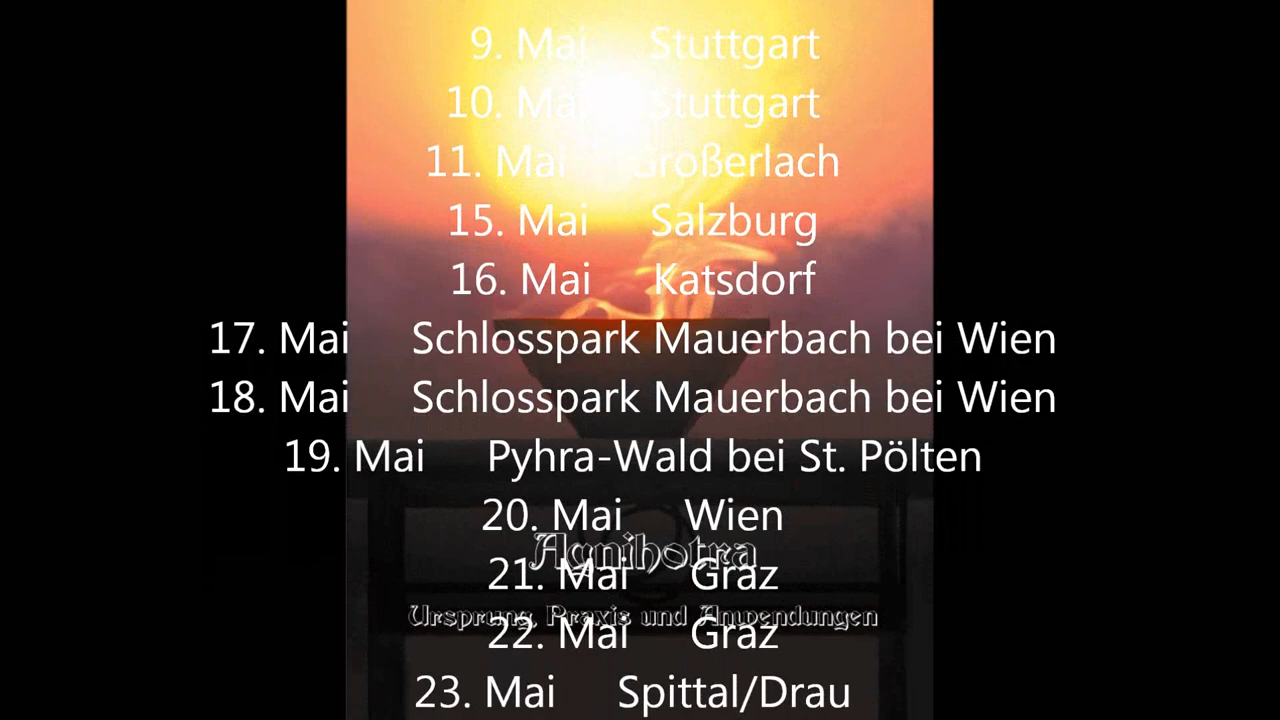 9. Mai Stuttgart
10. Mai Stuttgart
11. Mai Großerlach
15. Mai Salzburg
16. Mai Katsdorf
17. Mai Schlosspark Mauerbach bei Wien
18. Mai Schlosspark Mauerbach bei Wien
19. Mai Pyhra-Wald bei St. Pölten
20. Mai Wien
Agnihotra
21. Mai Graz
Ursprung, Praxis und Anwendungen
22. Mai Graz
23. Mai Spittal/Drau